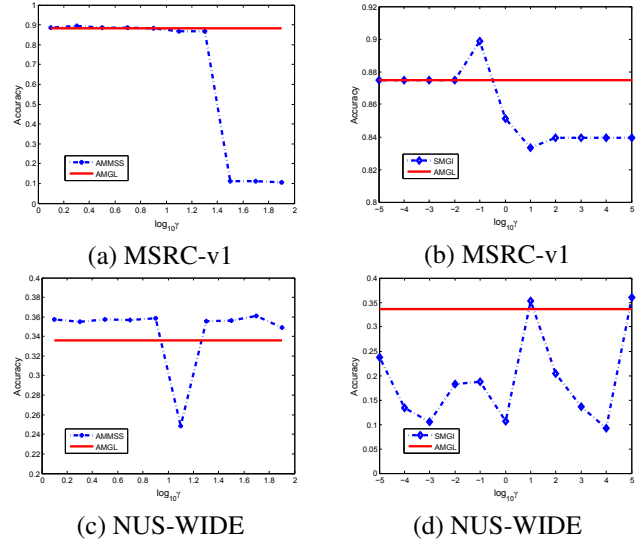 1
0.9
0.8
0.7
0.6
0.5
0.4
0.3
0.2
0.1
0
Accuracy
AMMSS
AMGL
0 0.2 0.4 0.6 0.8 1 1.2 1.4 1.6 1.8 2
log10γ
(a) MSRC-v1
0.92
0.9
0.88
0.86
0.84
0.82
0.8
Accuracy
SMGI
AMGL
−5 −4 −3 −2 −1 0 1 2 3 4 5
log10γ
(b) MSRC-v1
0.4
0.38
0.36
0.34
0.32
0.3
0.28
0.26
0.24
0.22
0.2
Accuracy
AMMSS
AMGL
0 0.2 0.4 0.6 0.8 1 1.2 1.4 1.6 1.8 2
log10γ
(c) NUS-WIDE
0.4
0.35
0.3
0.25
0.2
0.15
0.1
0.05
0
Accuracy
SMGI
AMGL
−5 −4 −3 −2 −1 0 1 2 3 4 5
log10γ
(d) NUS-WIDE